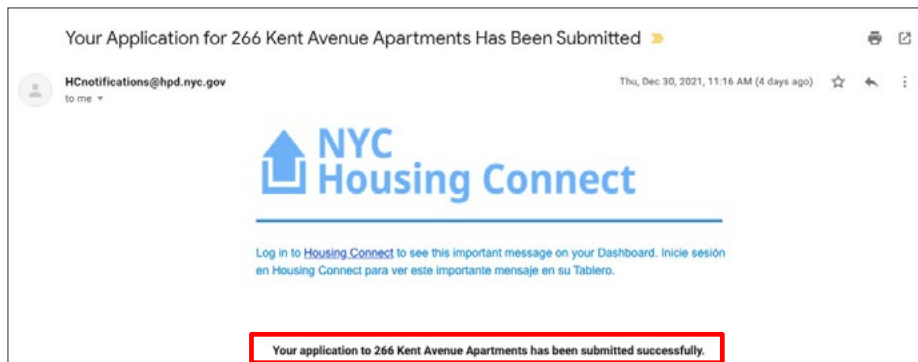 Your Application for 266 Kent Avenue Apartments Has Been Submitted
HCnotifications@hpd.nyc.gov
Thu, Dec 30, 2021, 11:16 AM (4 days ago)
to me
NYC
Housing Connect
Log in to Housing Connect to see this important message on your Dashboard. Inicie sesión
en Housing Connect para ver este importante mensaje en su Tablero.
Your application to 266 Kent Avenue Apartments has been submitted successfully.